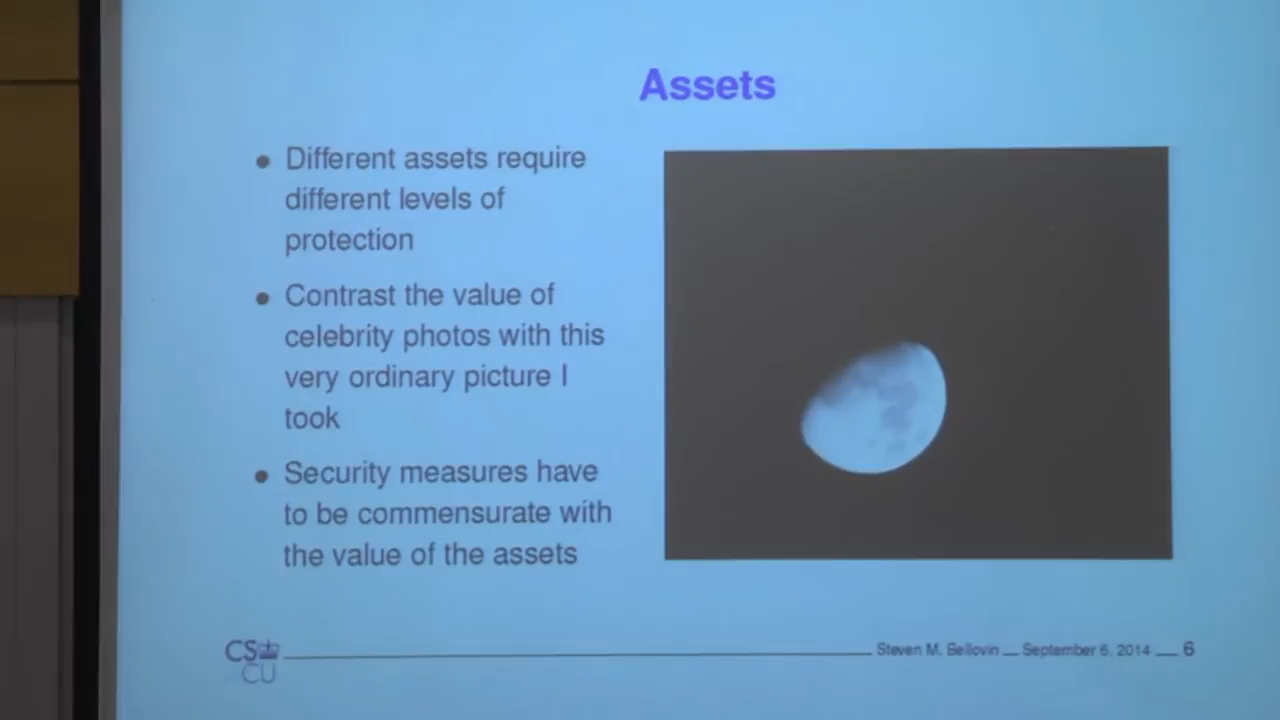 Assets
• Different assets require
different levels of
protection
• Contrast the value of
celebrity photos with this
very ordinary picture I
took
• Security measures have
to be commensurate with
the value of the assets
CS
CU
Steven M. Bellovin — September 6, 2014 — 6